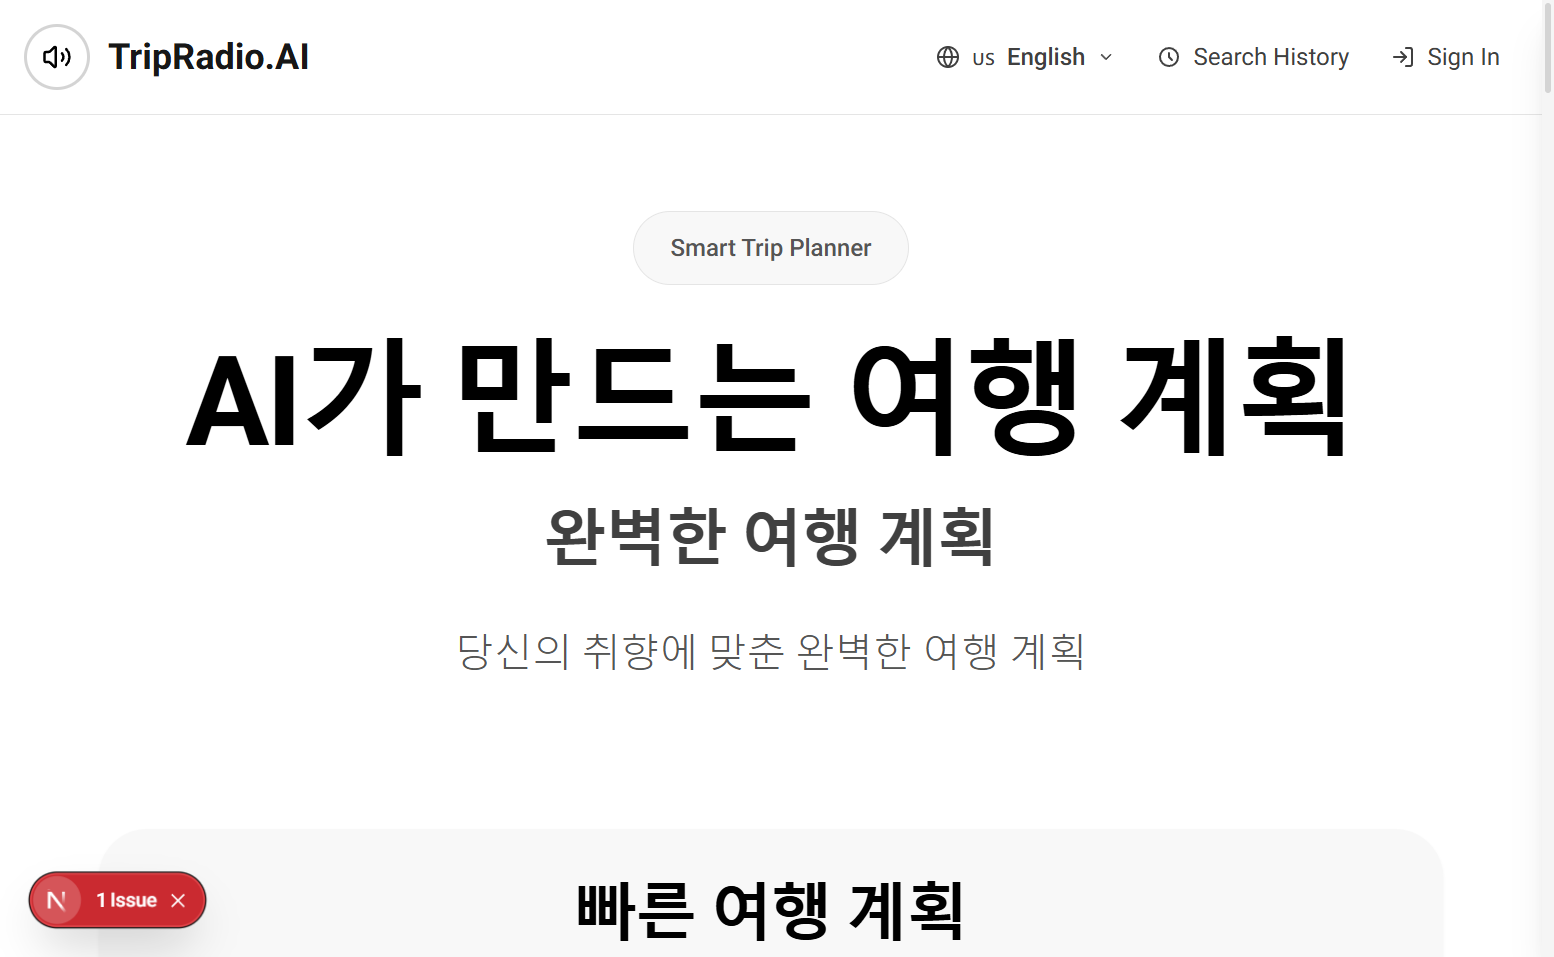 TripRadio.AI
US English
Search History
Sign In
Smart Trip Planner
AI가 만드는 여행 계획
완벽한 여행 계획
당신의 취향에 맞춘 완벽한 여행 계획
빠른 여행 계획
N 1 Issue